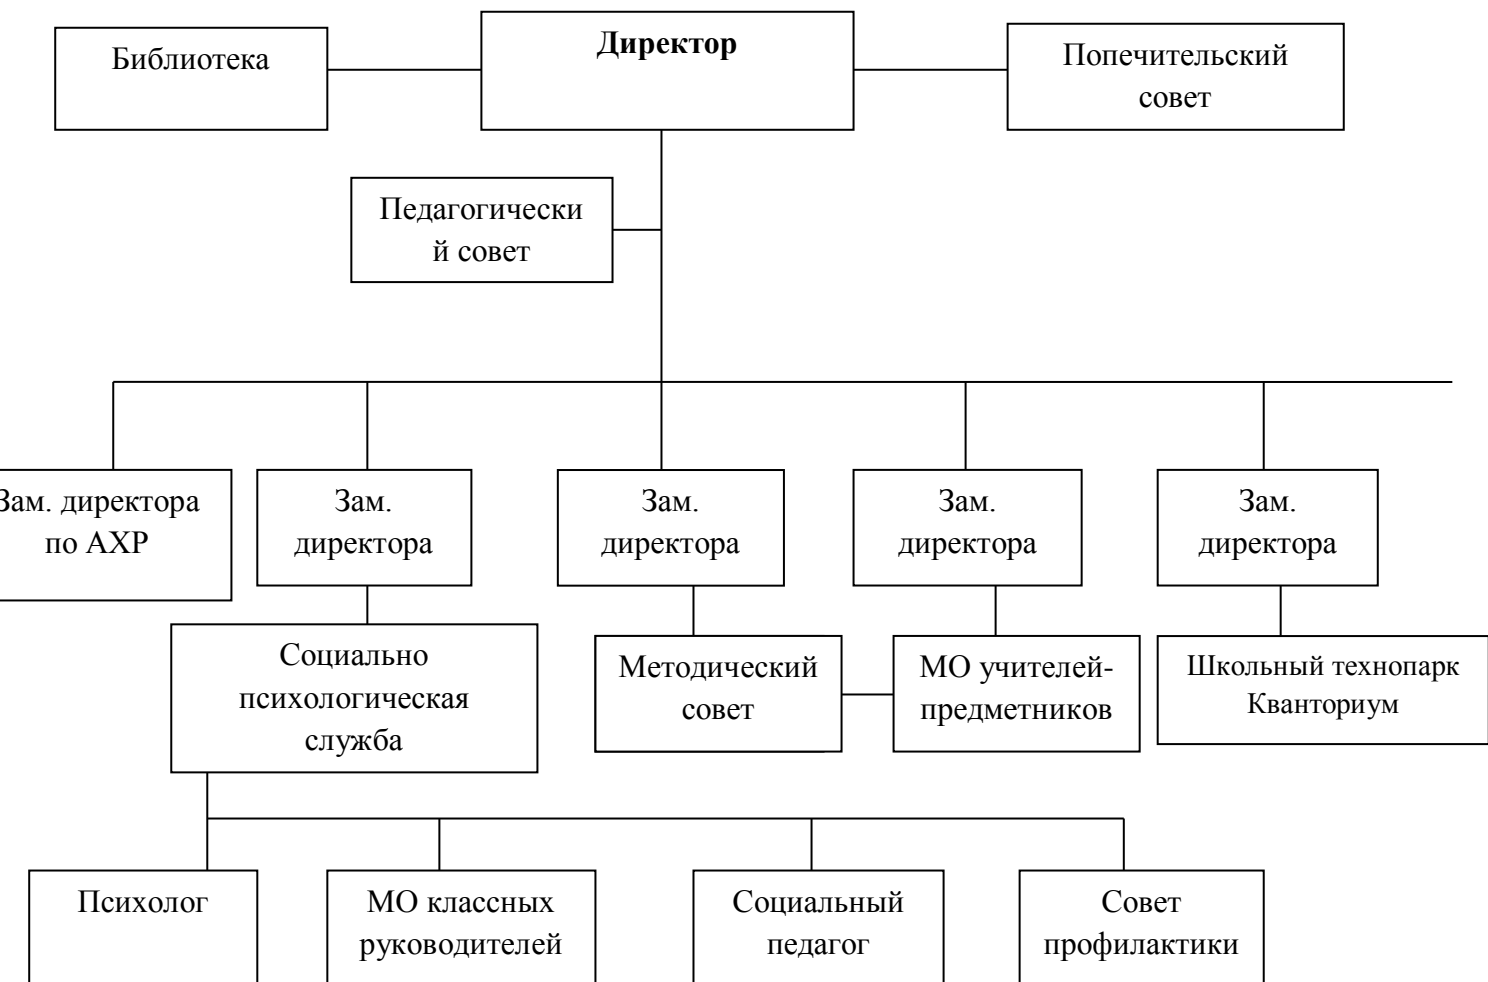 Библиотека
Директор
Попечительский
совет
Педагогически
й совет
Зам. директора
по АХР
Зам.
директора
Зам.
директора
Зам.
директора
Зам.
директора
Социально
психологическая
служба
Методический
совет
МО учителей-
предметников
Школьный технопарк
Кванториум
Психолог
МО классных
руководителей
Социальный
педагог
Совет
профилактики